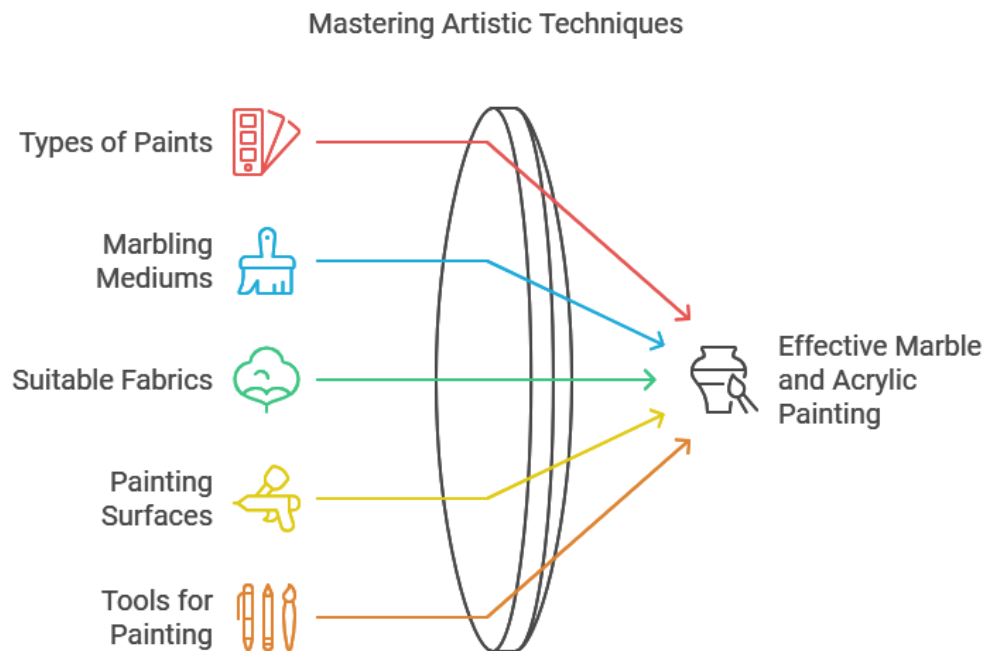 Mastering Artistic Techniques
Types of Paints
Marbling
Mediums
Suitable Fabrics
Painting
Surfaces
Tools for
Painting
Effective Marble
and Acrylic
Painting